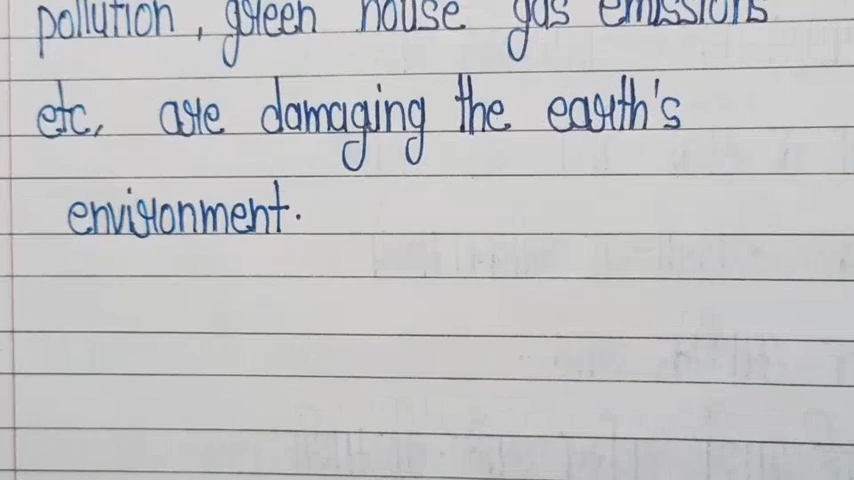 pollution, green house gas emissions
etc, are damaging the earth's
environment.